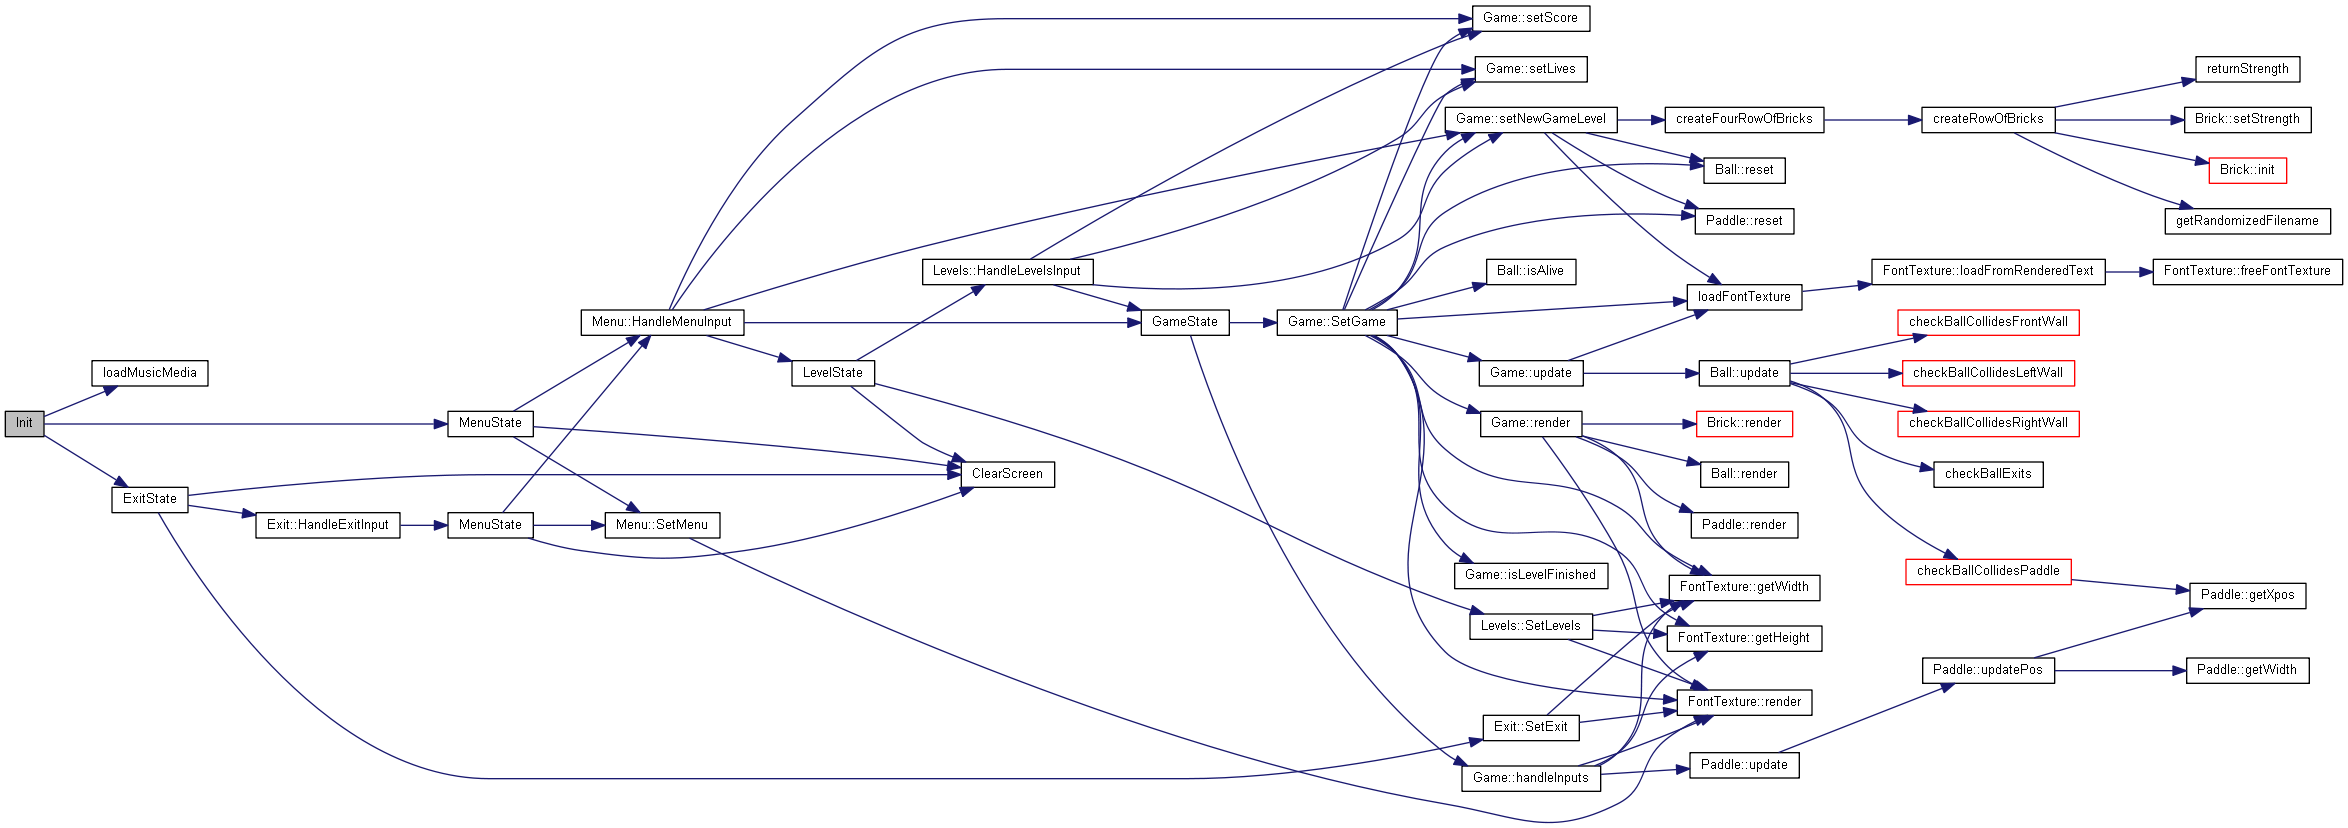 Game::setScore
Game::setLives
returnStrength
Game::setNewGameLevel
createFourRowOfBricks
createRowOfBricks
Brick::setStrength
Ball::reset
Brick::init
Paddle::reset
getRandomizedFilename
Levels::HandleLevelsInput
Ball::isAlive
FontTexture::loadFromRenderedText
FontTexture::freeFontTexture
loadFontTexture
Menu::HandleMenuInput
GameState
Game::SetGame
checkBallCollidesFrontWall
loadMusicMedia
LevelState
Game::update
Ball::update
checkBallCollidesLeftWall
Init
MenuState
Game::render
Brick::render
checkBallCollidesRightWall
ClearScreen
Ball::render
checkBallExits
ExitState
Exit::HandleExitInput
MenuState
Menu::SetMenu
Paddle::render
Game::isLevelFinished
checkBallCollidesPaddle
FontTexture::getWidth
Paddle::getXpos
Levels::SetLevels
FontTexture::getHeight
Paddle::updatePos
Paddle::getWidth
FontTexture::render
Exit::SetExit
Paddle::update
Game::handleInputs